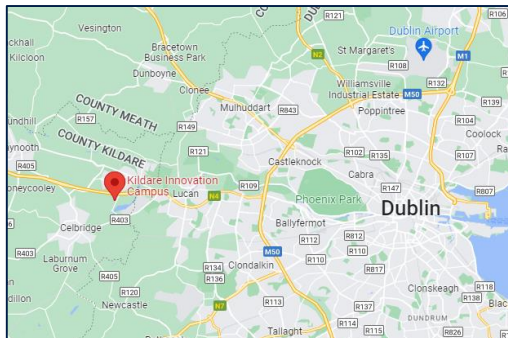 R121
R106
Vesington
Dublin Airport
Kilcloon
Bracetown
Business Park
N2
St Margaret's
M1
R108
R132
Dunboyne
Williamsville
Industrial Estate
M50
Clonee
R139
COUNTY MEATH
Mulhuddart
R843
Poppintree
R157
R149
R104
Coolock
COUNTY KILDARE
R121
Castleknock
R102
R135
R107
R405
Cabra
Kildare Innovation
Campus
Lucan
N4
R109
R147
R807
Phoenix Park
Dublin
R403
Ballyfermot
Celbridge
M50
R112
R812
R110
R110
R403
Laburnum
Grove
R134
R136
Clondalkin
R817
R405
R120
Newcastle
N7
R113
Clonskeagh
R118
R138
R137
R114
R115
DUNDRUM
Tallaght
R826